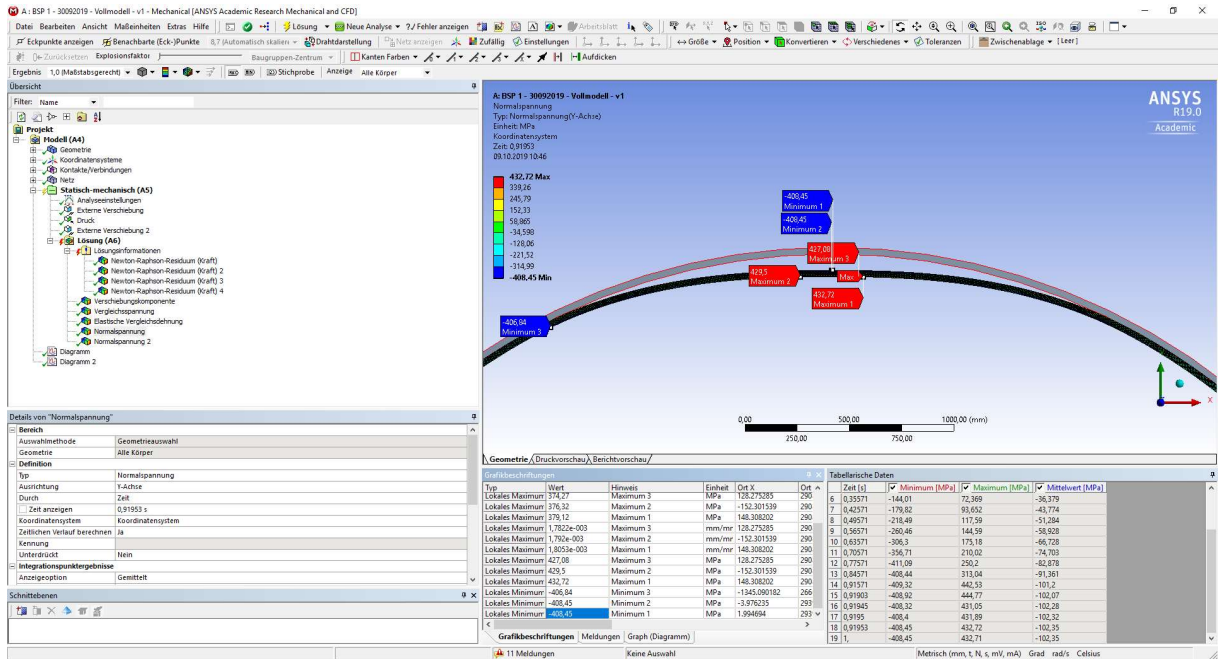 A : BSP 1 - 30092019 - Vollmodell - v1 - Mechanical [ANSYS Academic Research Mechanical and CFD]
Datei Bearbeiten Ansicht Maßeinheiten Extras Hilfe Lösung Neue Analyse ?/ Fehler anzeigen Arbeitsblatt
Eckpunkte anzeigen Benachbarte (Eck-)Punkte 8,7 (Automatisch skalieren Drahtdarstellung Netz anzeigen Zufällig Einstellungen Größe Position Konvertieren Verschiedenes Toleranzen Zwischenablage [Leer]
Zurücksetzen Explosionsfaktor Baugruppen-Zentrum Kanten Farben Aufdicken
Ergebnis 1,0 (Maßstabsgerecht) Stichprobe Anzeige Alle Körper
Übersicht
Filter: Name
Projekt
Modell (A4)
Geometrie
Koordinatensysteme
Kontakte/Verbindungen
Netz
Statisch-mechanisch (A5)
Analyseeinstellungen
Externe Verschiebung
Druck
Externe Verschiebung 2
Lösung (A6)
Lösungsinformationen
Newton-Raphson-Residuum (Kraft)
Newton-Raphson-Residuum (Kraft) 2
Newton-Raphson-Residuum (Kraft) 3
Newton-Raphson-Residuum (Kraft) 4
Verschiebungskomponente
Vergleichsspannung
Elastische Vergleichsdehnung
Normalspannung
Normalspannung 2
Diagramm
Diagramm 2
Details von "Normalspannung"
Bereich
Auswahlmethode Geometrieauswahl
Geometrie Alle Körper
Definition
Typ Normalspannung
Ausrichtung Y-Achse
Durch Zeit
Zeit anzeigen 0,91953 s
Koordinatensystem Koordinatensystem
Zeitlichen Verlauf berechnen Ja
Kennung
Unterdrückt Nein
Integrationspunktergebnisse
Anzeigeoption Gemittelt
Schnittebenen
A: BSP 1 - 30092019 - Vollmodell - v1
Normalspannung
Typ: Normalspannung(Y-Achse)
Einheit: MPa
Koordinatensystem
Zeit: 0,91953
09.10.2019 10:46
432,72 Max
339,26
245,79
152,33
58,865
-34,598
-128,06
-221,52
-314,99
-408,45 Min
ANSYS
R19.0
Academic
-408,45
Minimum 1
-408,45
Minimum 2
427,08
Maximum 3
429,5
Maximum 2
Max
432,72
Maximum 1
-406,84
Minimum 3
X
0,00 500,00 1000,00 (mm)
250,00 750,00
Geometrie Druckvorschau Berichtvorschau
Grafikbeschriftungen
Typ Wert Hinweis Einheit Ort X Ort
Lokales Maximum 374,27 Maximum 3 MPa 128.275285 290
Lokales Maximum 376,32 Maximum 2 MPa -152.301539 290
Lokales Maximum 379,12 Maximum 1 MPa 148.308202 290
Lokales Maximum 1,7822e-003 Maximum 3 mm/mr 128.275285 290
Lokales Maximum 1,792e-003 Maximum 2 mm/mr -152.301539 290
Lokales Maximum 1,8053e-003 Maximum 1 mm/mr 148.308202 290
Lokales Maximum 427,08 Maximum 3 MPa 128.275285 290
Lokales Maximum 429,5 Maximum 2 MPa -152.301539 290
Lokales Maximum 432,72 Maximum 1 MPa 148.308202 290
Lokales Minimum -406,84 Minimum 3 MPa -1345.090182 266
Lokales Minimum -408,45 Minimum 2 MPa -3.976235 293
Lokales Minimum -408,45 Minimum 1 MPa 1.994694 293
Grafikbeschriftungen Meldungen Graph (Diagramm)
Tabellarische Daten
Zeit [s] Minimum [MPa] Maximum [MPa] Mittelwert [MPa]
6 0,35571 -144,01 72,369 -36,379
7 0,42571 -179,82 93,652 -43,774
8 0,49571 -218,49 117,59 -51,284
9 0,56571 -260,46 144,59 -58,928
10 0,63571 -306,3 175,18 -66,728
11 0,70571 -356,71 210,02 -74,703
12 0,77571 -411,09 250,2 -82,878
13 0,84571 -408,44 313,04 -91,361
14 0,91571 -409,32 442,53 -101,2
15 0,91903 -408,92 444,77 -102,07
16 0,91945 -408,32 431,05 -102,28
17 0,9195 -408,4 431,89 -102,32
18 0,91953 -408,45 432,72 -102,35
19 1, -408,45 432,71 -102,35
11 Meldungen Keine Auswahl Metrisch (mm, t, N, s, mV, mA) Grad rad/s Celsius